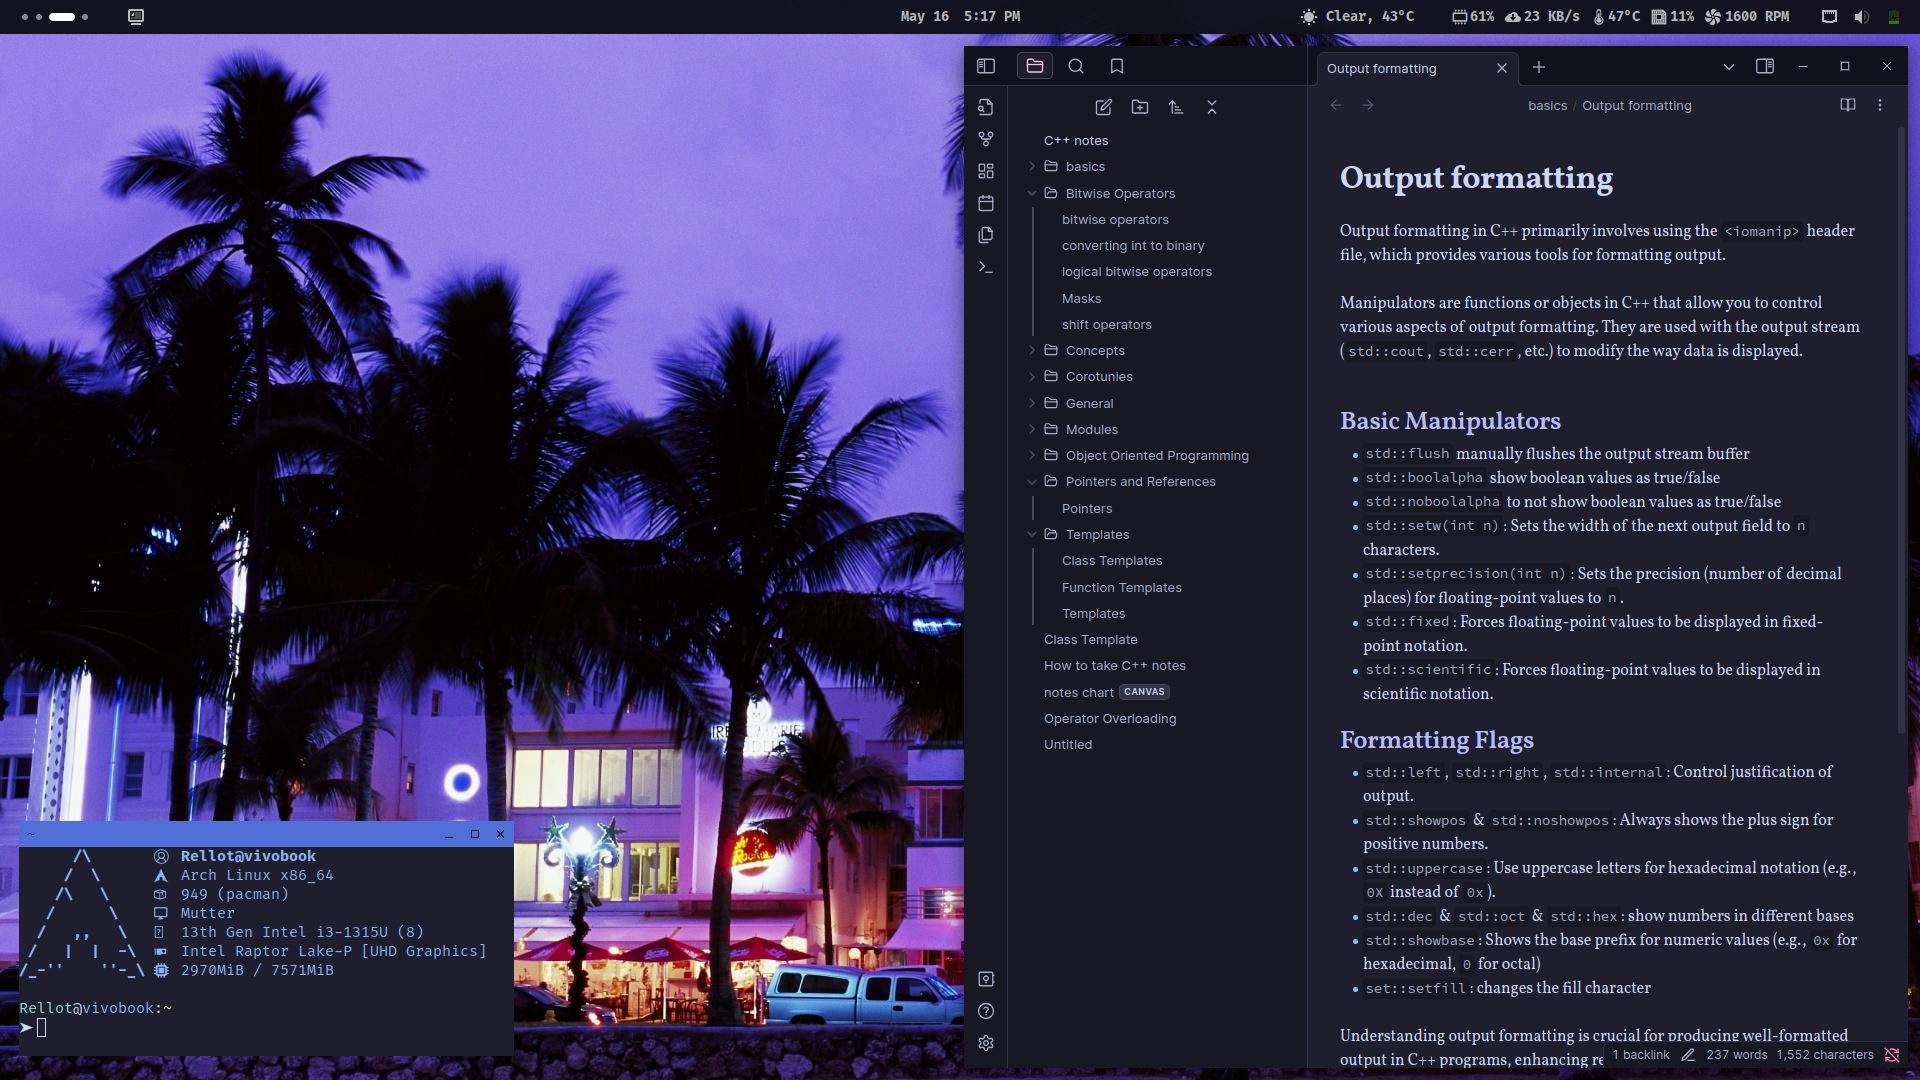 May 16 5:17 PM
Clear, 43°C 61% 23 KB/s 47°C 11% 1600 RPM
C++ notes
basics
Bitwise Operators
bitwise operators
converting int to binary
logical bitwise operators
Masks
shift operators
Concepts
Corotunies
General
Modules
Object Oriented Programming
Pointers and References
Pointers
Templates
Class Templates
Function Templates
Templates
Class Template
How to take C++ notes
notes chart CANVAS
Operator Overloading
Untitled
Output formatting
basics / Output formatting
Output formatting
Output formatting in C++ primarily involves using the <iomanip> header
file, which provides various tools for formatting output.
Manipulators are functions or objects in C++ that allow you to control
various aspects of output formatting. They are used with the output stream
( std::cout , std::cerr , etc.) to modify the way data is displayed.
Basic Manipulators
std::flush manually flushes the output stream buffer
std::boolalpha show boolean values as true/false
std::noboolalpha to not show boolean values as true/false
std::setw(int n) : Sets the width of the next output field to n
characters.
std::setprecision(int n) : Sets the precision (number of decimal
places) for floating-point values to n .
std::fixed : Forces floating-point values to be displayed in fixed-
point notation.
std::scientific : Forces floating-point values to be displayed in
scientific notation.
Formatting Flags
std::left , std::right , std::internal : Control justification of
output.
std::showpos & std::noshowpos : Always shows the plus sign for
positive numbers.
std::uppercase : Use uppercase letters for hexadecimal notation (e.g.,
0X instead of 0x ).
std::dec & std::oct & std::hex : show numbers in different bases
std::showbase : Shows the base prefix for numeric values (e.g., 0x for
hexadecimal, 0 for octal)
set::setfill : changes the fill character
Understanding output formatting is crucial for producing well-formatted
output in C++ programs, enhancing re
1 backlink 237 words 1,552 characters
~
Rellot@vivobook
Arch Linux x86_64
949 (pacman)
Mutter
13th Gen Intel i3-1315U (8)
Intel Raptor Lake-P [UHD Graphics]
2970MiB / 7571MiB
Rellot@vivobook:~